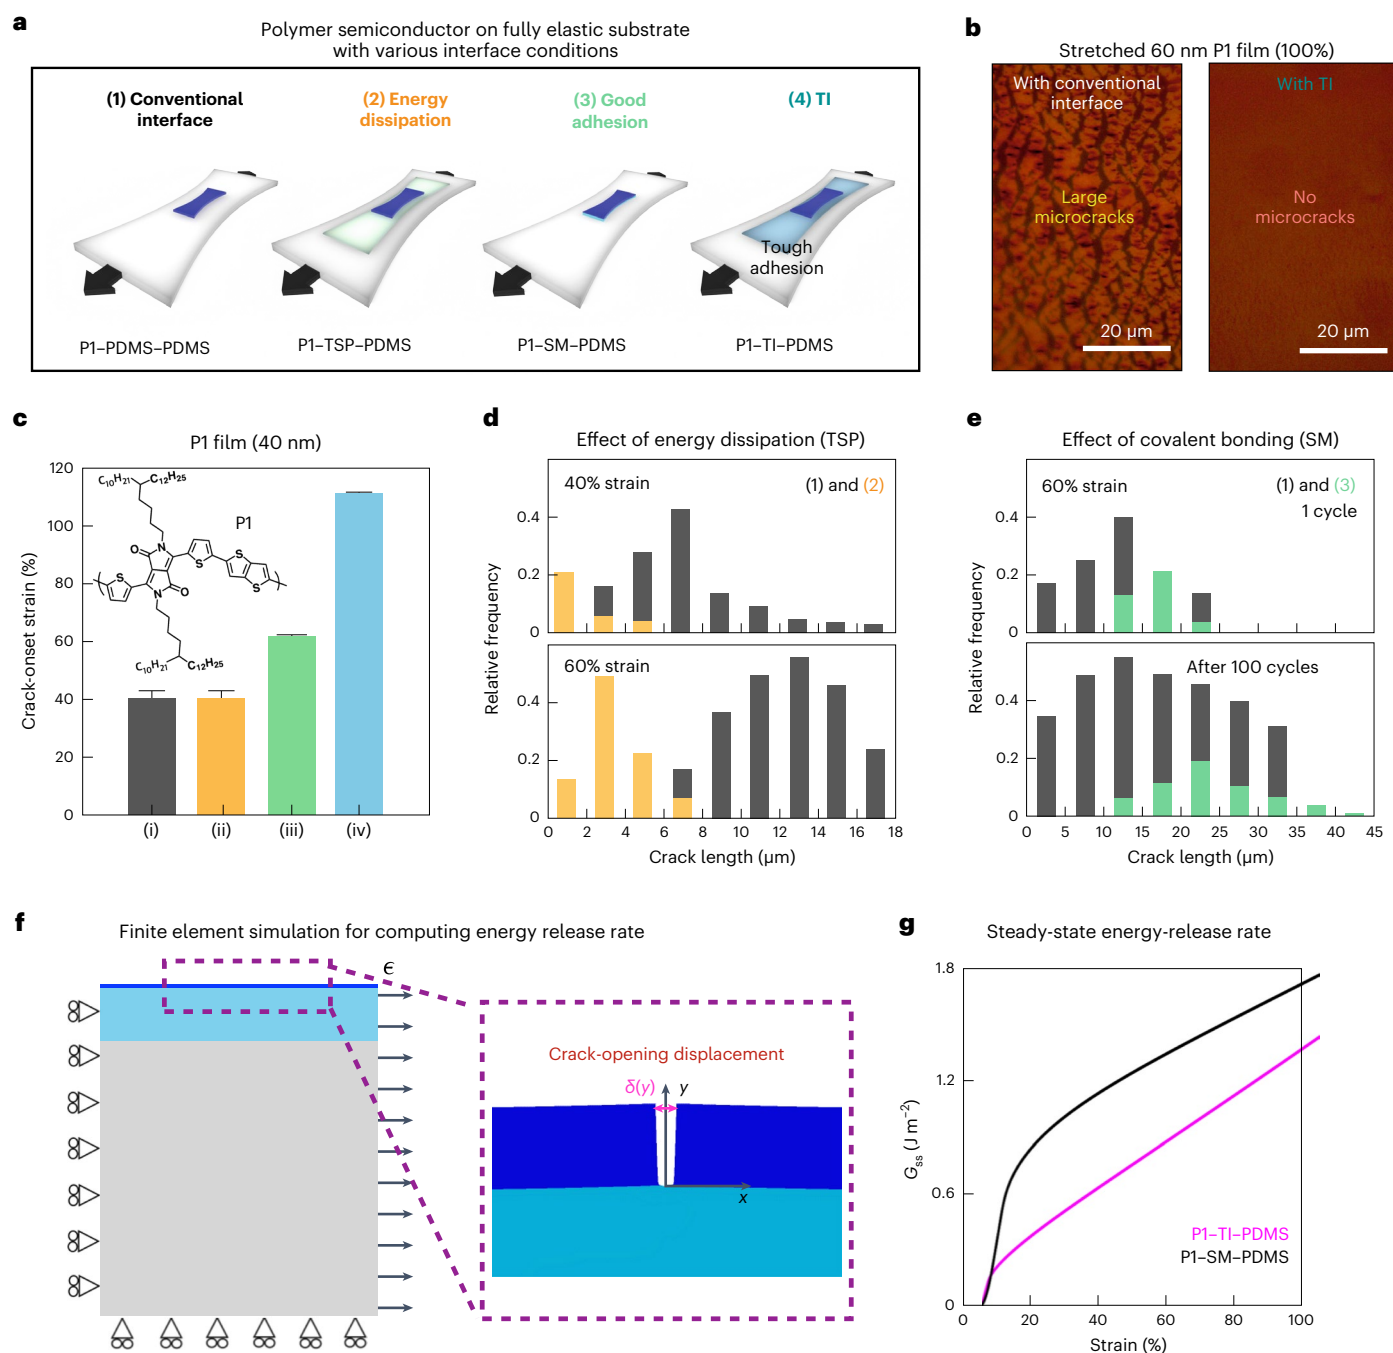 a
Polymer semiconductor on fully elastic substrate
with various interface conditions
(1) Conventional
interface
(2) Energy
dissipation
(3) Good
adhesion
(4) TI
Tough
adhesion
P1–PDMS–PDMS
P1–TSP–PDMS
P1–SM–PDMS
P1–TI–PDMS
b
Stretched 60 nm P1 film (100%)
With conventional
interface
Large
microcracks
20 µm
With TI
No
microcracks
20 µm
c
P1 film (40 nm)
Crack-onset strain (%)
120
100
80
60
40
20
0
C₁₀H₂₁
C₁₂H₂₅
P1
N
O
S
S
S
S
O
N
C₁₀H₂₁
C₁₂H₂₅
(i)
(ii)
(iii)
(iv)
d
Effect of energy dissipation (TSP)
Relative frequency
40% strain
(1) and (2)
0.4
0.2
0
60% strain
0.4
0.2
0
0 2 4 6 8 10 12 14 16 18
Crack length (µm)
e
Effect of covalent bonding (SM)
Relative frequency
60% strain
(1) and (3)
1 cycle
0.4
0.2
0
After 100 cycles
0.4
0.2
0
0 5 10 15 20 25 30 35 40 45
Crack length (µm)
f
Finite element simulation for computing energy release rate
ϵ
Crack-opening displacement
δ(y)
y
x
g
Steady-state energy-release rate
Gₛₛ (J m⁻²)
1.8
1.2
0.6
0
P1–TI–PDMS
P1–SM–PDMS
0 20 40 60 80 100
Strain (%)